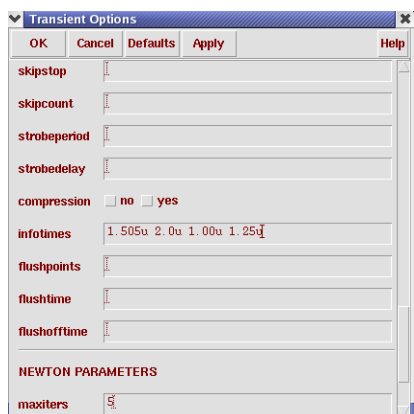 Transient Options
OK Cancel Defaults Apply Help
skipstop
skipcount
strobeperiod
strobedelay
compression no yes
infotimes 1.505u 2.0u 1.00u 1.25u
flushpoints
flushtime
flushofftime
NEWTON PARAMETERS
maxiters 5